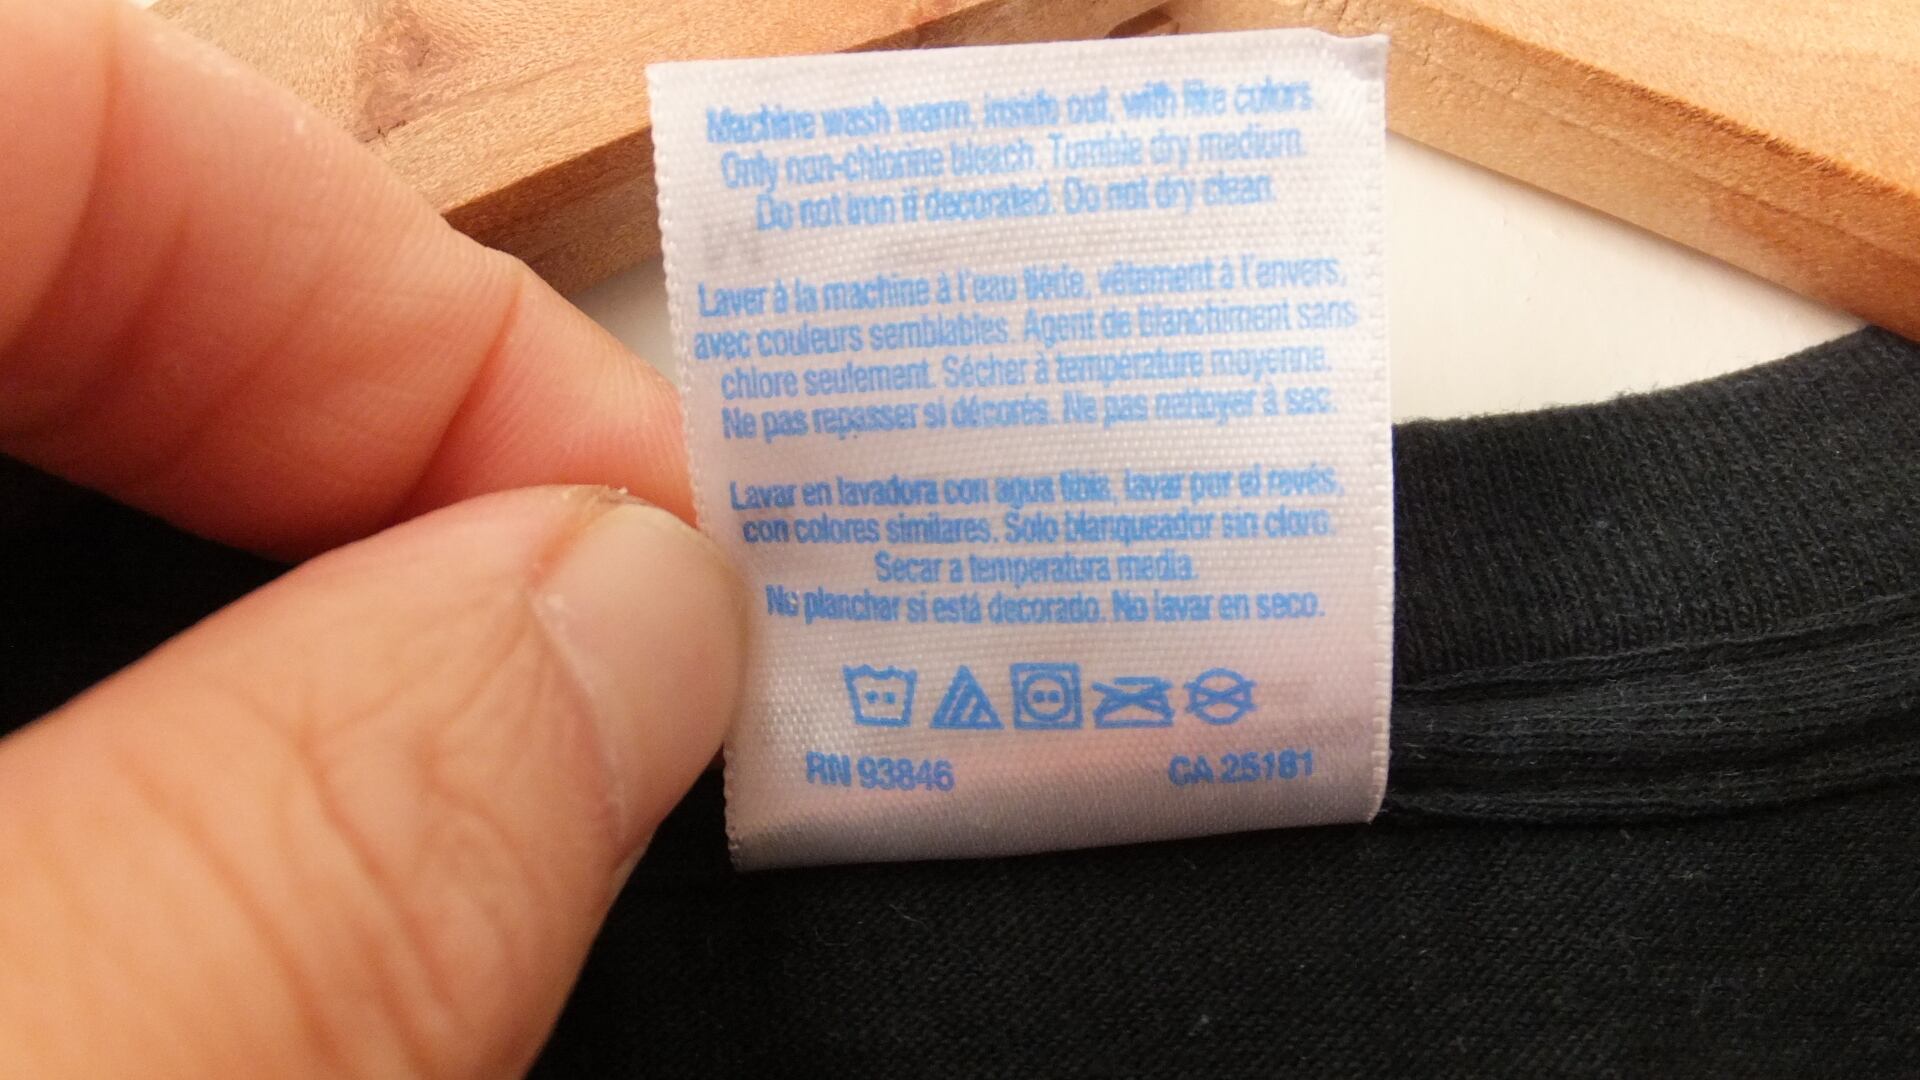 Machine wash warm, inside out, with like colors.
Only non-chlorine bleach. Tumble dry medium.
Do not iron if decorated. Do not dry clean.
Laver à la machine à l'eau tiède, vêtement à l'envers,
avec couleurs semblables. Agent de blanchiment sans
chlore seulement. Sécher à température moyenne.
Ne pas repasser si décorés. Ne pas nettoyer à sec.
Lavar en lavadora con agua tibia, lavar por el revés,
con colores similares. Solo blanqueador sin cloro.
Secar a temperatura media.
No planchar si está decorado. No lavar en seco.
RN 93846 CA 25181